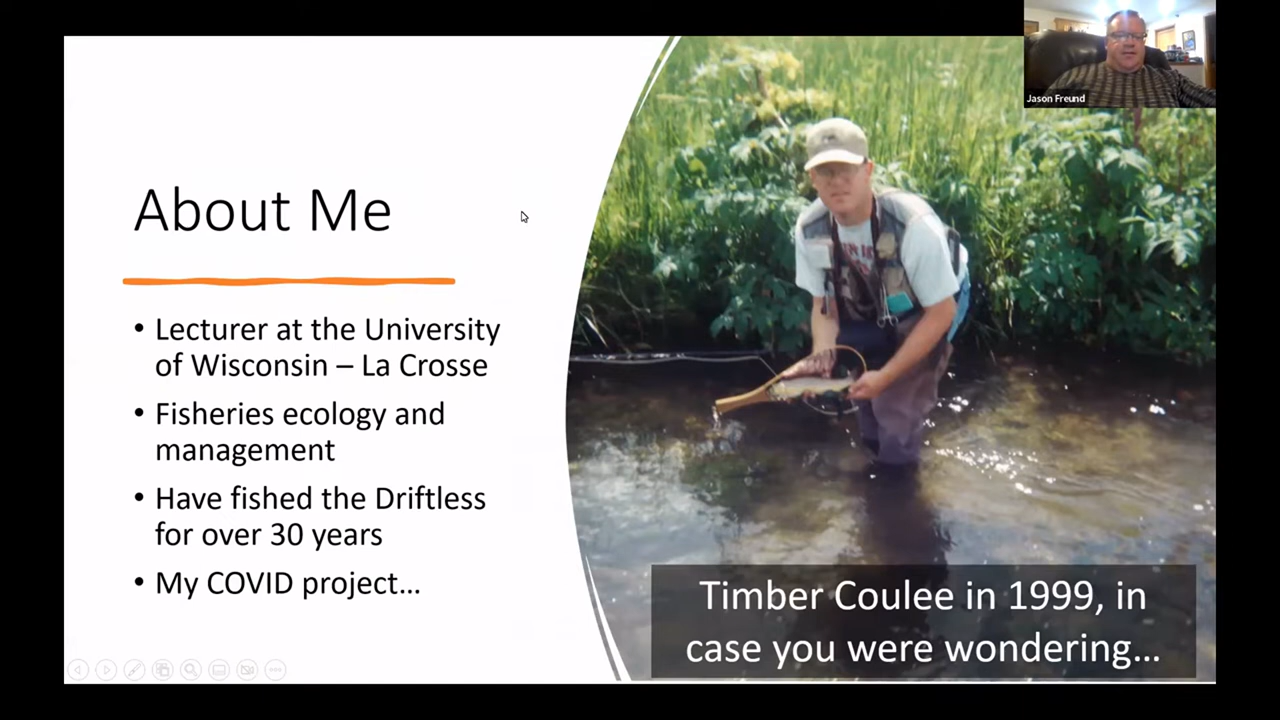 Jason Freund
About Me
• Lecturer at the University
of Wisconsin – La Crosse
• Fisheries ecology and
management
• Have fished the Driftless
for over 30 years
• My COVID project...
Timber Coulee in 1999, in
case you were wondering...